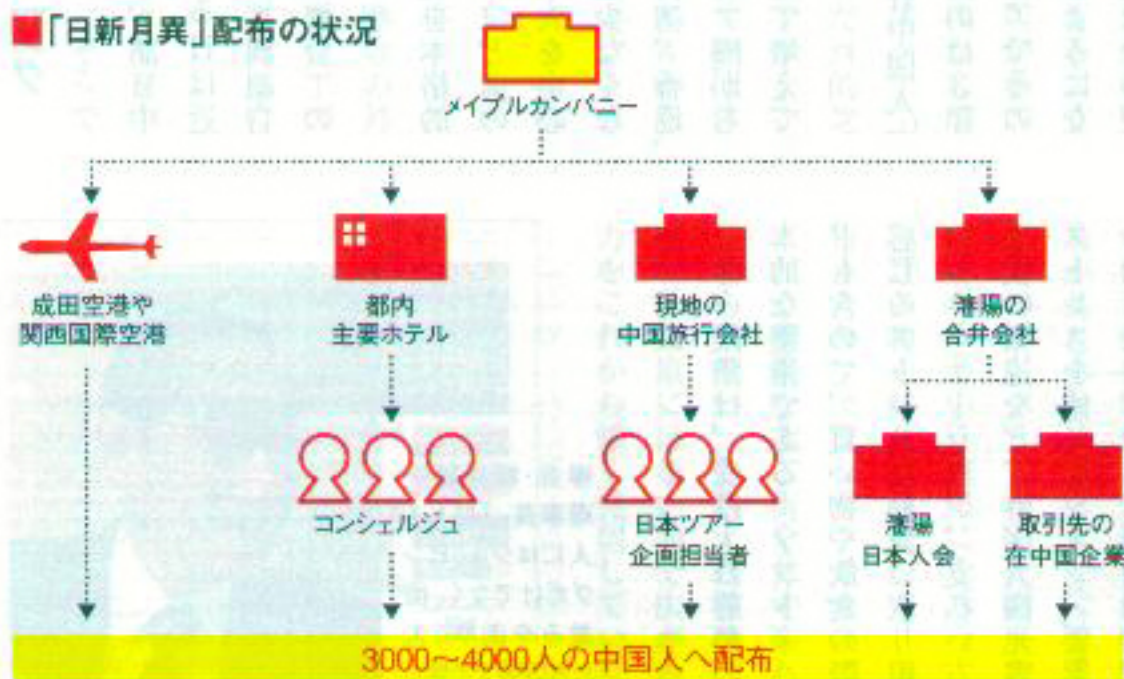 ■「日新月異」配布の状況
メイプルカンパニー
成田空港や
関西国際空港
都内
主要ホテル
現地の
中国旅行会社
瀋陽の
合弁会社
コンシェルジュ
日本ツアー
企画担当者
瀋陽
日本人会
取引先の
在中国企業
3000〜4000人の中国人へ配布